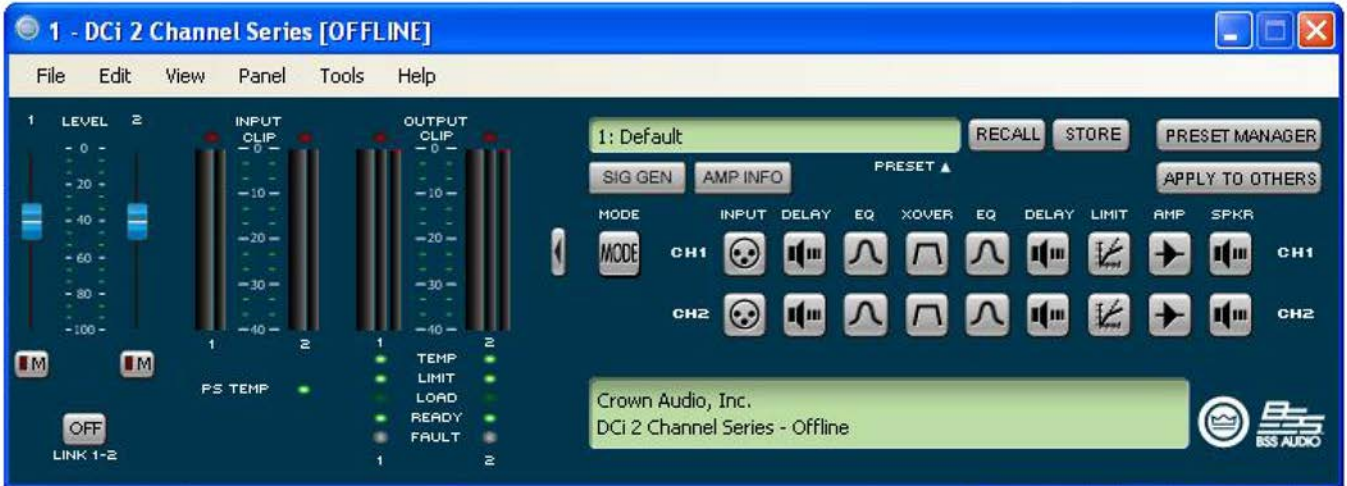 1 - DCi 2 Channel Series [OFFLINE]
File Edit View Panel Tools Help
1 LEVEL 2
- 0 -
- 20 -
- 40 -
- 60 -
- 80 -
-100-
M M
OFF
LINK 1-2
INPUT
CLIP
- 0 -
-10-
-20-
-30-
-40-
1 2
PS TEMP
OUTPUT
CLIP
- 0 -
-10-
-20-
-30-
-40-
1 2
TEMP
LIMIT
LOAD
READY
FAULT
1 2
1: Default
RECALL STORE PRESET MANAGER
PRESET ▲
SIG GEN AMP INFO APPLY TO OTHERS
MODE INPUT DELAY EQ XOVER EQ DELAY LIMIT AMP SPKR
MODE CH1 CH1
CH2 CH2
Crown Audio, Inc.
DCi 2 Channel Series - Offline
BSS
BSS AUDIO